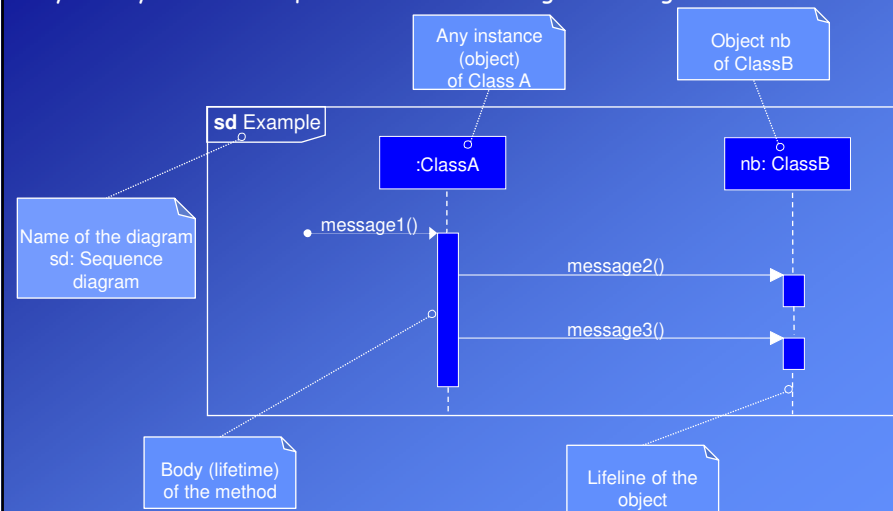 Any instance
(object)
of Class A
Object nb
of ClassB
sd Example
:ClassA
nb: ClassB
Name of the diagram
sd: Sequence
diagram
message1()
message2()
message3()
Body (lifetime)
of the method
Lifeline of the
object